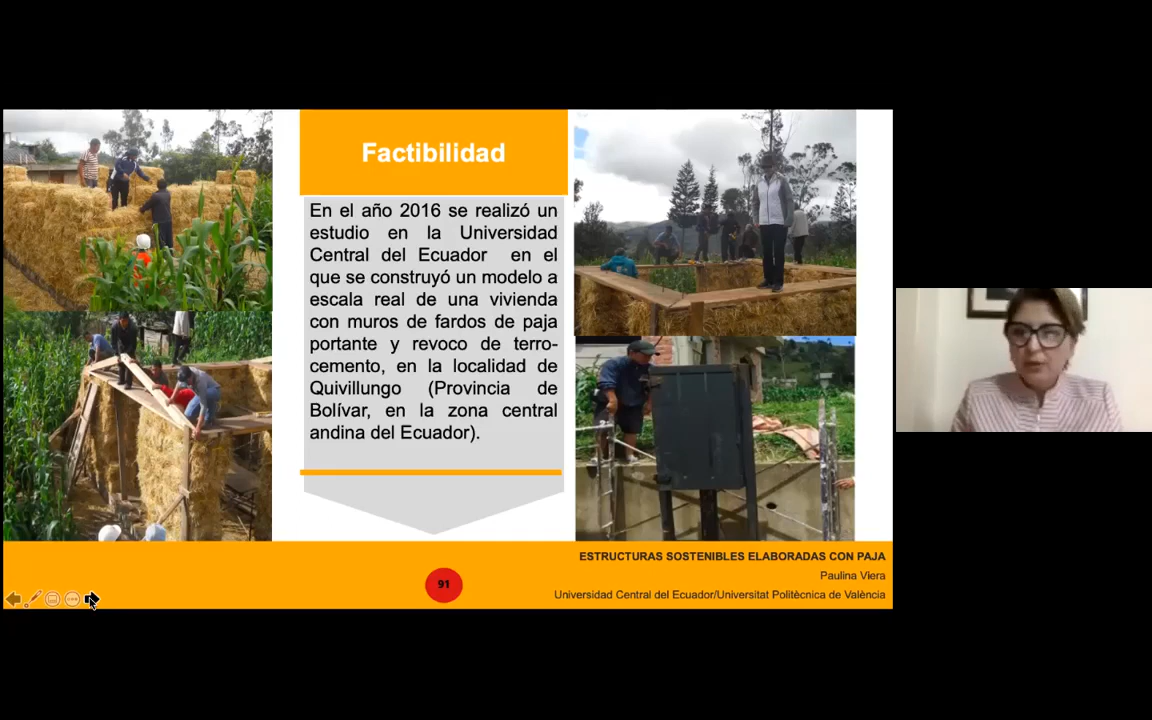 Factibilidad
En el año 2016 se realizó un
estudio en la Universidad
Central del Ecuador en el
que se construyó un modelo a
escala real de una vivienda
con muros de fardos de paja
portante y revoco de terro-
cemento, en la localidad de
Quivillungo (Provincia de
Bolívar, en la zona central
andina del Ecuador).
91
ESTRUCTURAS SOSTENIBLES ELABORADAS CON PAJA
Paulina Viera
Universidad Central del Ecuador/Universitat Politècnica de València